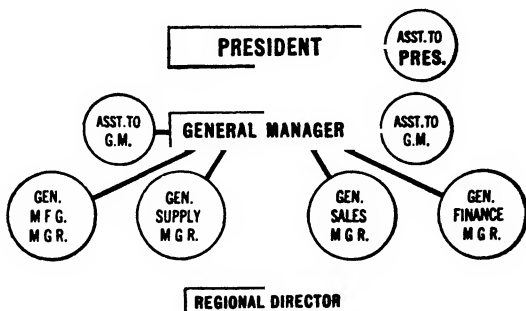 PRESIDENT
ASST. TO
PRES.
ASST. TO
G.M.
GENERAL MANAGER
ASST. TO
G.M.
GEN.
MFG.
MGR.
GEN.
SUPPLY
MGR.
GEN.
SALES
MGR.
GEN.
FINANCE
MGR.
REGIONAL DIRECTOR